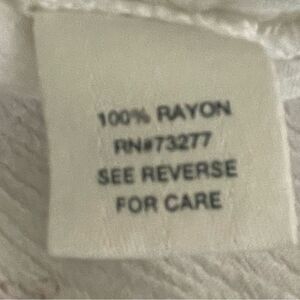 100% RAYON
RN#73277
SEE REVERSE
FOR CARE